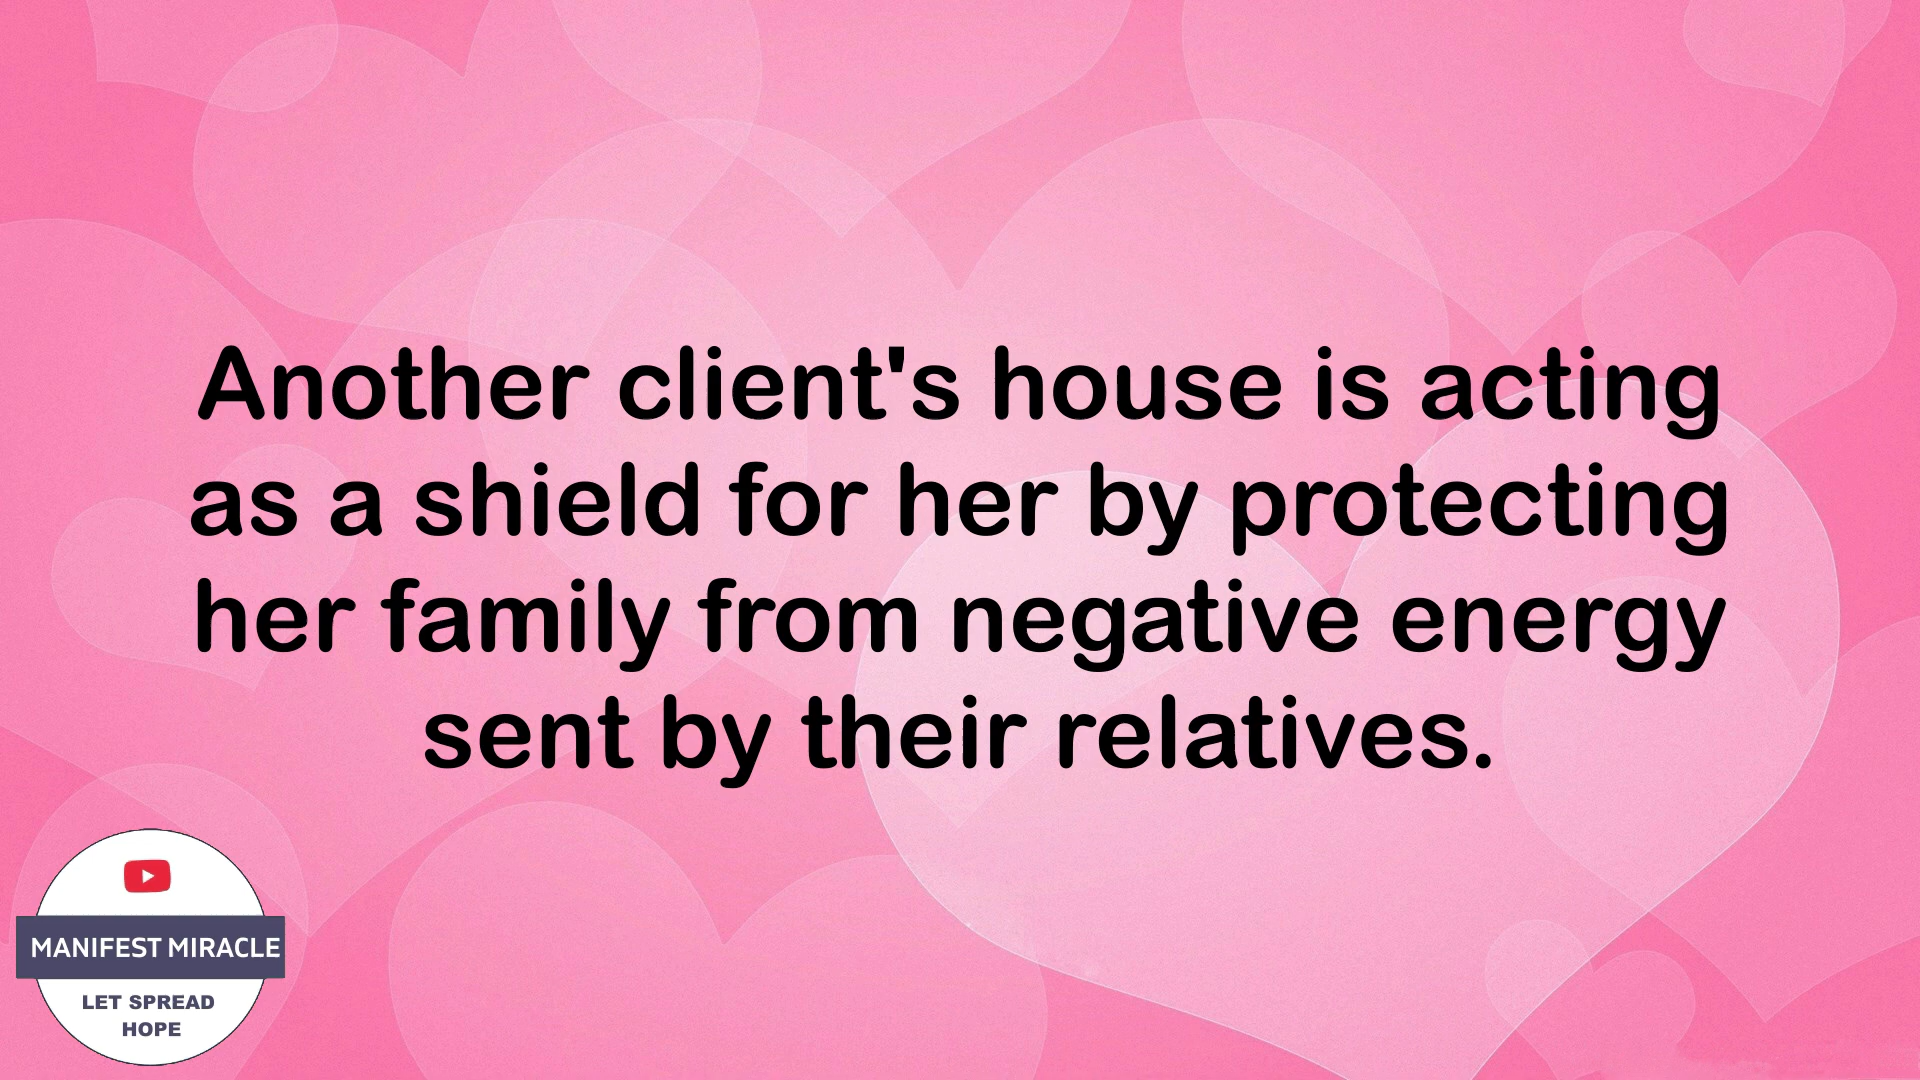 Another client's house is acting
as a shield for her by protecting
her family from negative energy
sent by their relatives.
MANIFEST MIRACLE
LET SPREAD
HOPE